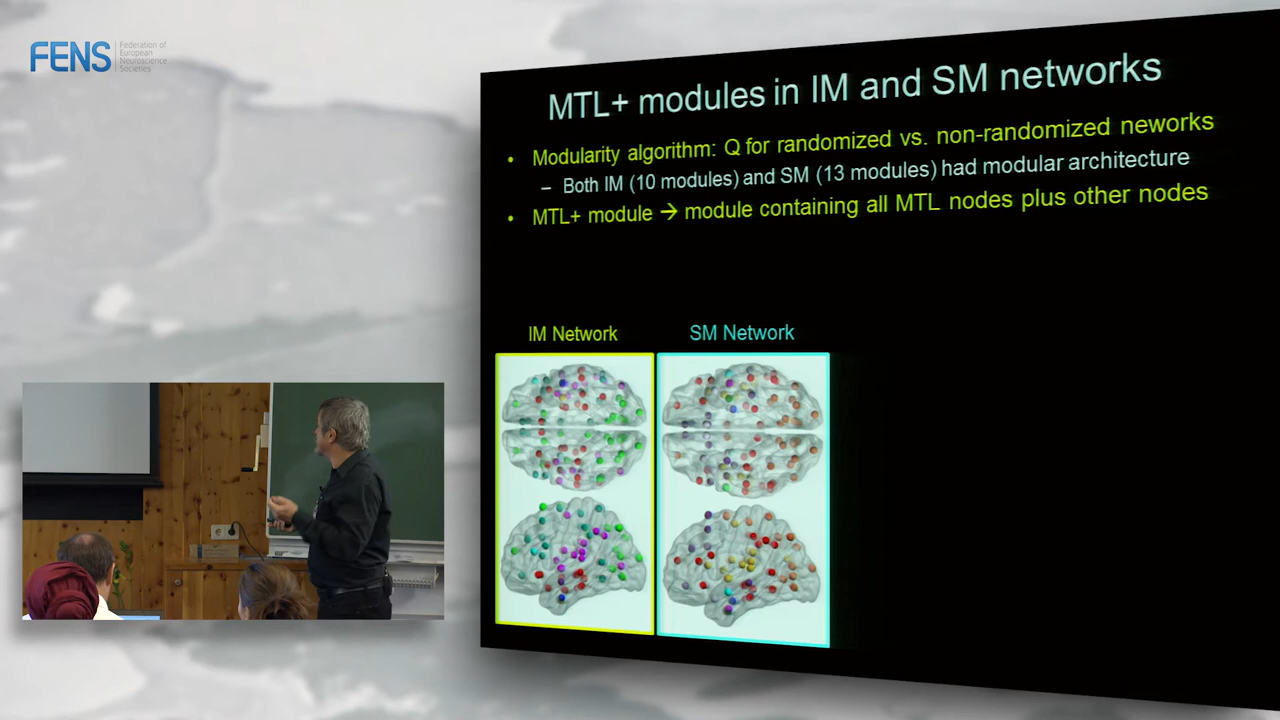 FENS
Federation of
European
Neuroscience
Societies
MTL+ modules in IM and SM networks
• Modularity algorithm: Q for randomized vs. non-randomized neworks
– Both IM (10 modules) and SM (13 modules) had modular architecture
• MTL+ module → module containing all MTL nodes plus other nodes
IM Network
SM Network